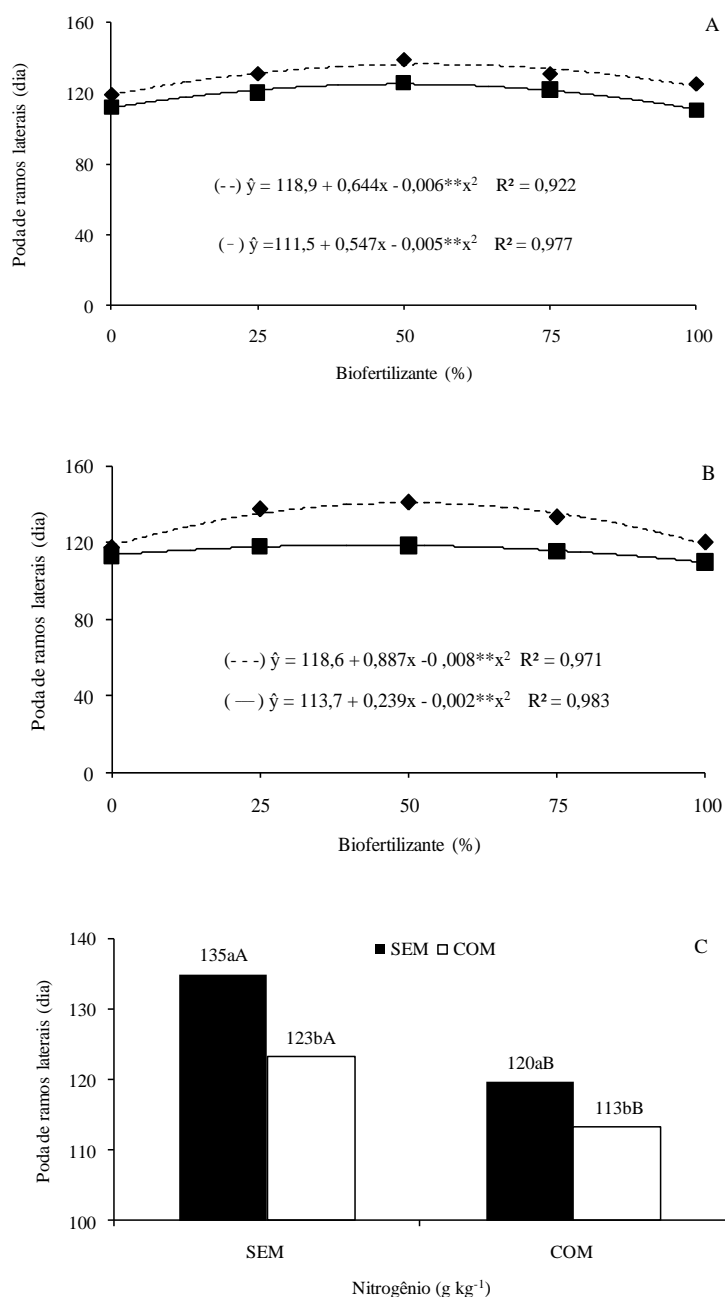 A
160
120
80
40
0
Poda de ramos laterais (dia)
(- -) ŷ = 118,9 + 0,644x - 0,006**x² R² = 0,922
(-) ŷ =111,5 + 0,547x - 0,005**x² R² = 0,977
0 25 50 75 100
Biofertilizante (%)
B
160
120
80
40
0
Poda de ramos laterais (dia)
(- - -) ŷ = 118,6 + 0,887x -0 ,008**x² R² = 0,971
( — ) ŷ = 113,7 + 0,239x - 0,002**x² R² = 0,983
0 25 50 75 100
Biofertilizante (%)
C
140
130
120
110
100
Poda de ramos laterais (dia)
SEM COM
135aA
123bA
120aB
113bB
SEM COM
Nitrogênio (g kg⁻¹)